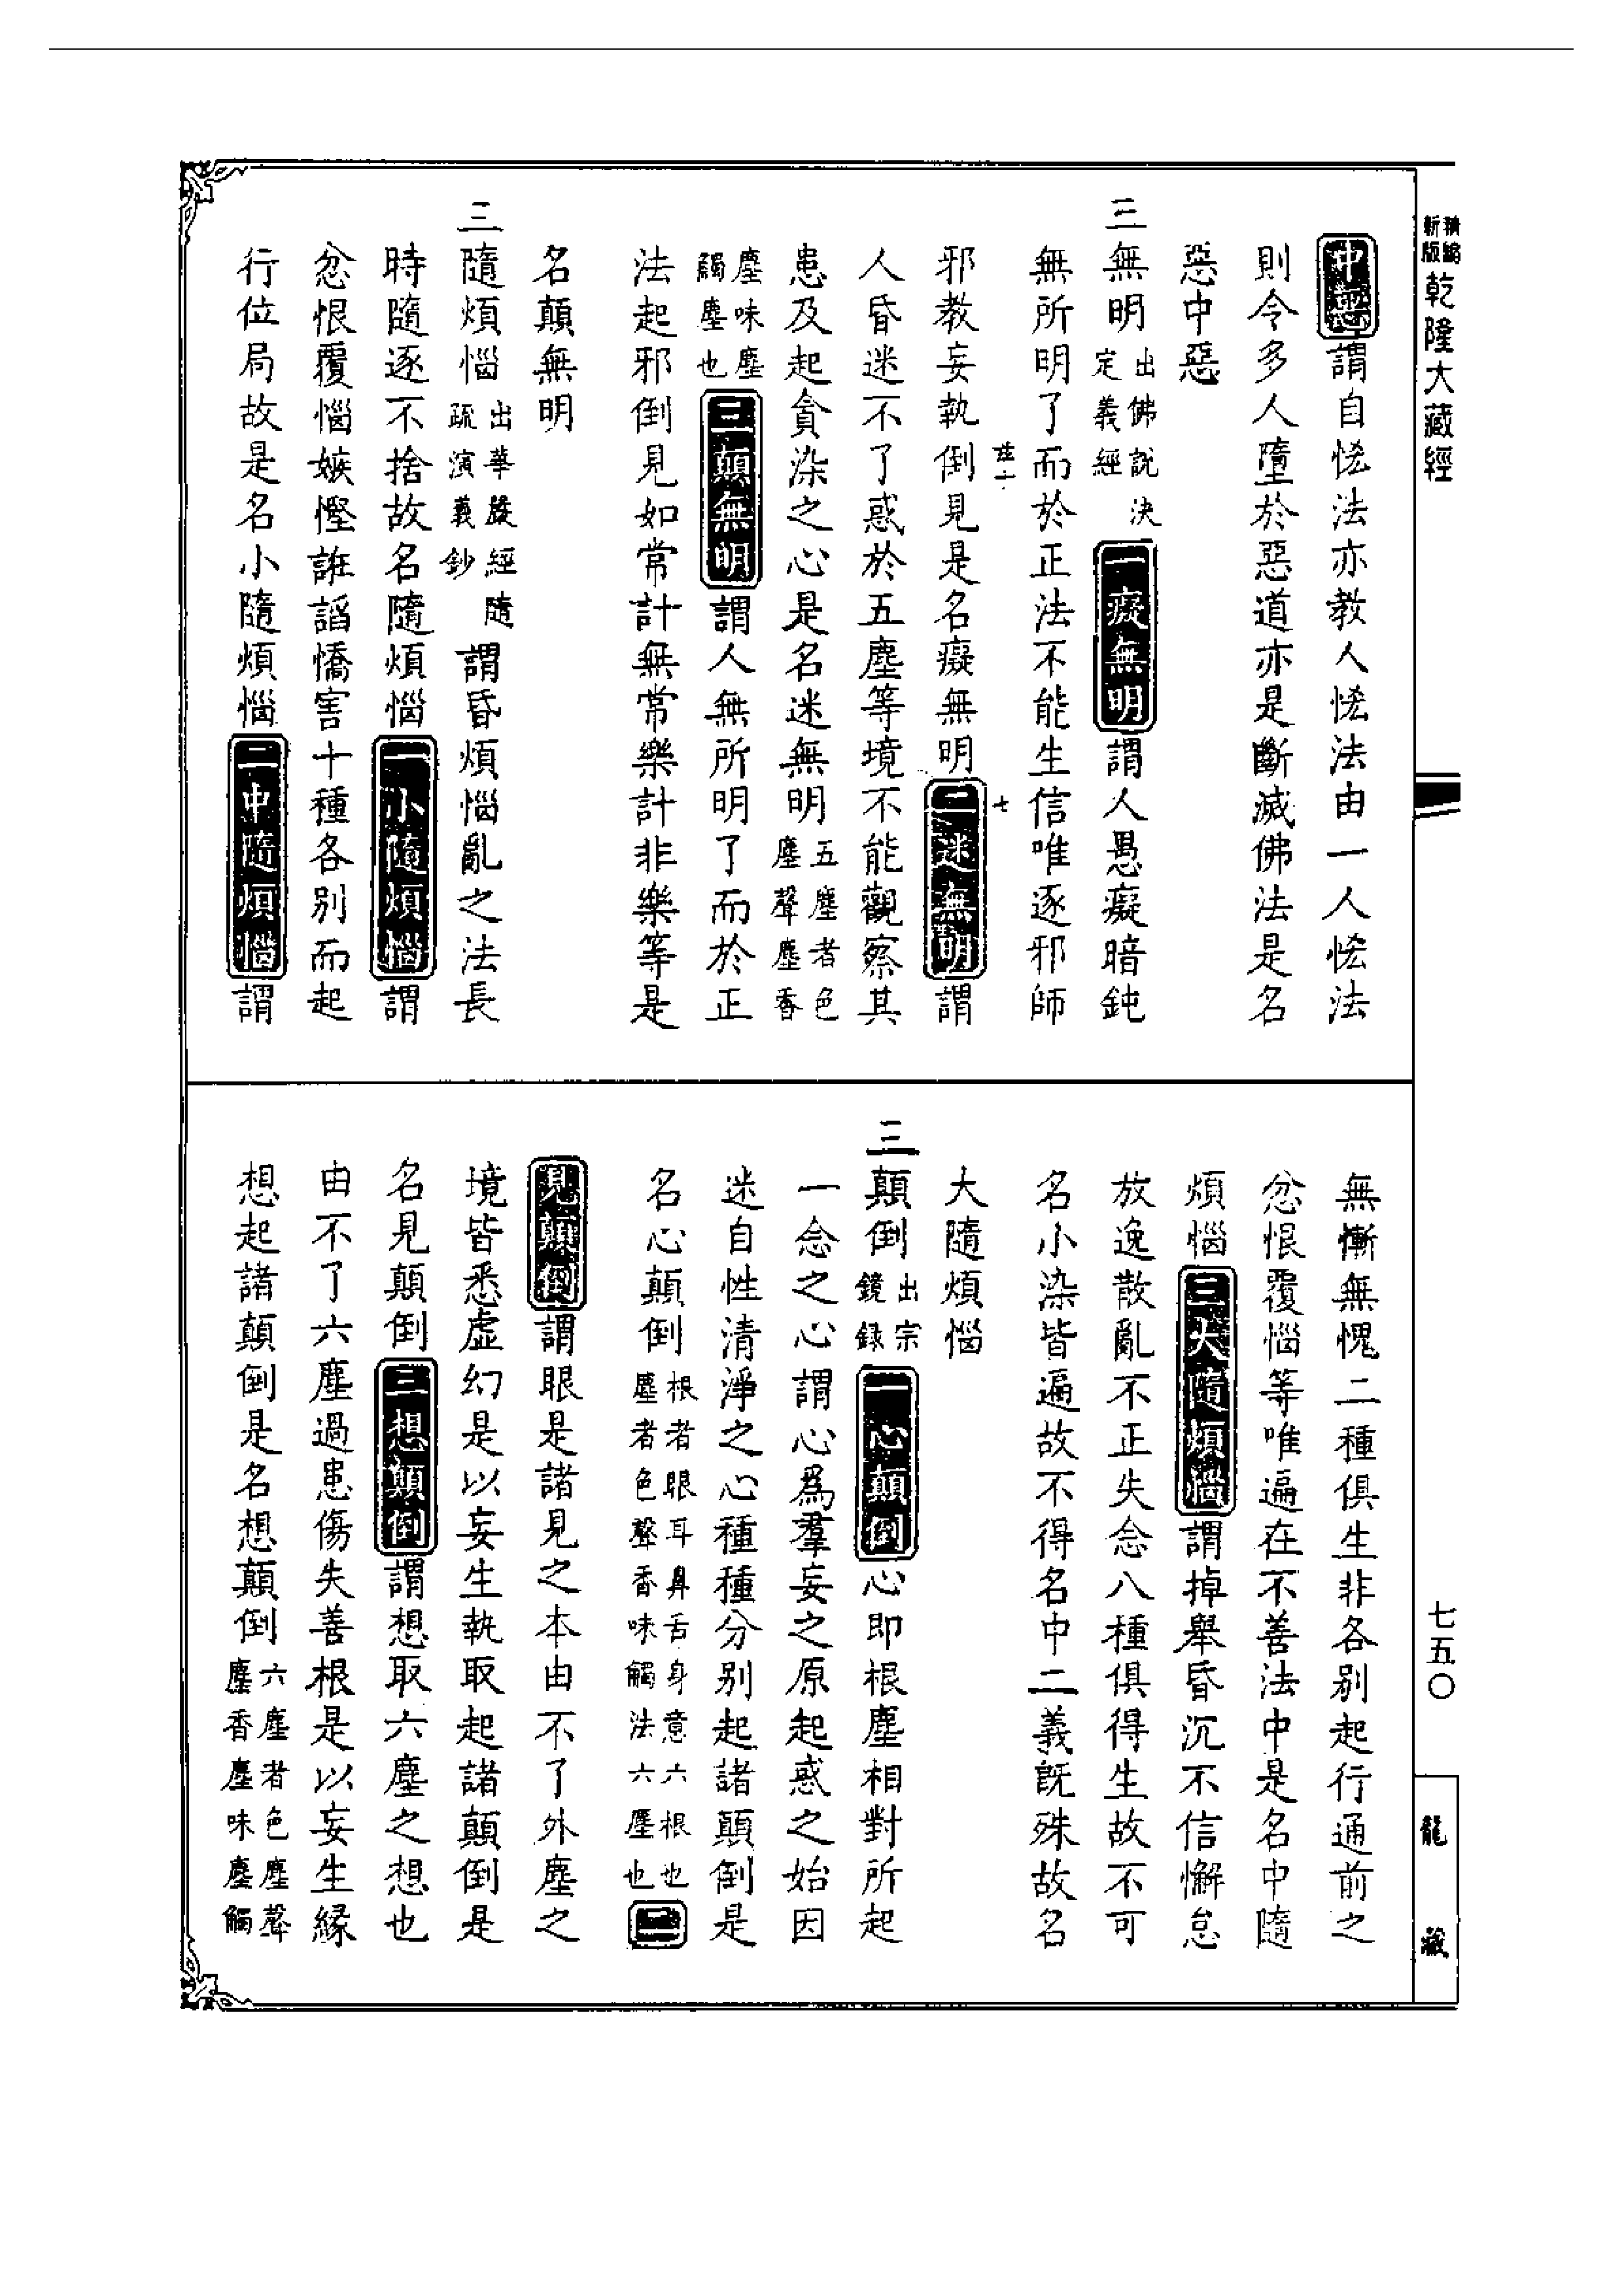 新版精編乾隆大藏經
中惡謂自恡法亦教人恡法由一人恡法
則令多人墮於惡道亦是斷滅佛法是名
惡中惡
三無明出佛說決定義經一癡無明謂人愚癡暗鈍
無所明了而於正法不能生信唯逐邪師
邪教妄執倒見是名癡無明二迷無明謂
人昏迷不了惑於五塵等境不能觀察其
患及起貪染之心是名迷無明五塵者色塵聲塵香
塵味塵觸塵也三顛無明謂人無所明了而於正
法起邪倒見如常計無常樂計非樂等是
名顛無明
三隨煩惱出華嚴經隨疏演義鈔謂昏煩惱亂之法長
時隨逐不捨故名隨煩惱一小隨煩惱謂
忿恨覆惱嫉慳誑諂憍害十種各別而起
行位局故是名小隨煩惱二中隨煩惱謂
無慚無愧二種俱生非各別起行通前之
忿恨覆惱等唯遍在不善法中是名中隨
煩惱三大隨煩惱謂掉舉昏沉不信懈怠
放逸散亂不正失念八種俱得生故不可
名小染皆遍故不得名中二義旣殊故名
大隨煩惱
三顛倒出宗鏡錄一心顛倒心即根塵相對所起
一念之心謂心爲羣妄之原起惑之始因
迷自性清淨之心種種分別起諸顛倒是
名心顛倒根者眼耳鼻舌身意六根也塵者色聲香味觸法六塵也二
見顛倒謂眼是諸見之本由不了外塵之
境皆悉虛幻是以妄生執取起諸顛倒是
名見顛倒三想顛倒謂想取六塵之想也
由不了六塵過患傷失善根是以妄生緣
想起諸顛倒是名想顛倒六塵者色塵聲塵香塵味塵觸
七五〇
龍藏